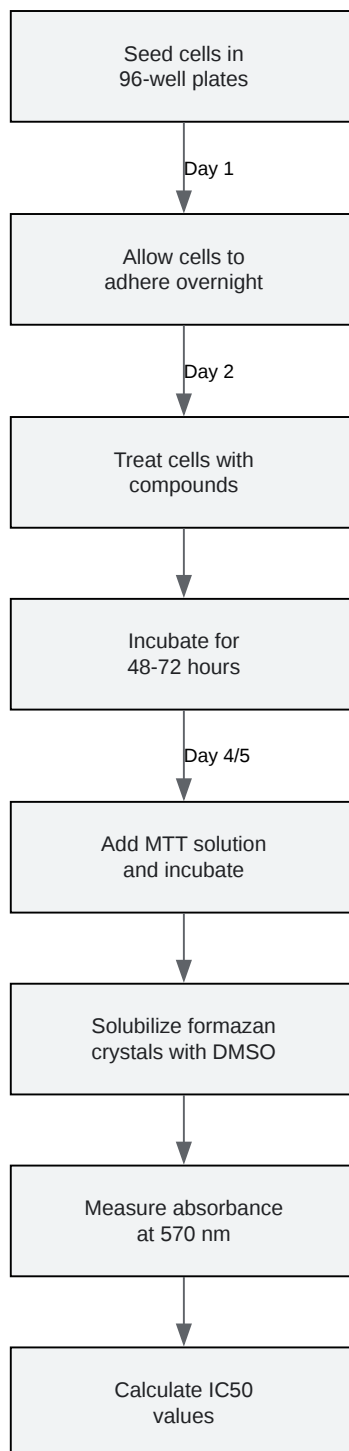 Seed cells in
96-well plates
Day 1
Allow cells to
adhere overnight
Day 2
Treat cells with
compounds
Incubate for
48-72 hours
Day 4/5
Add MTT solution
and incubate
Solubilize formazan
crystals with DMSO
Measure absorbance
at 570 nm
Calculate IC50
values